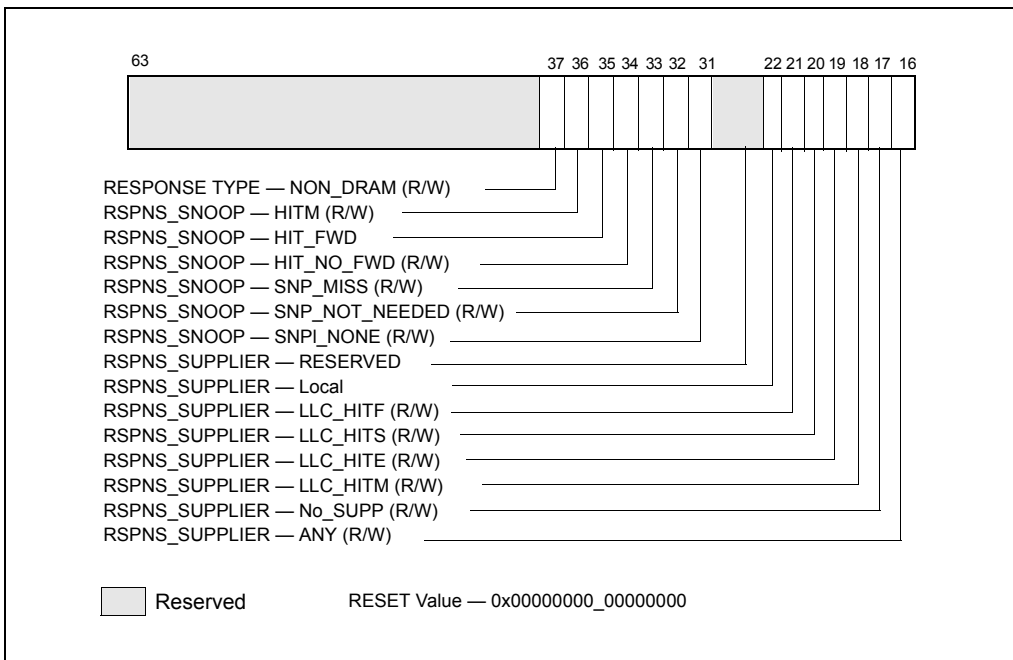 63 37 36 35 34 33 32 31 22 21 20 19 18 17 16
RESPONSE TYPE — NON_DRAM (R/W)
RSPNS_SNOOP — HITM (R/W)
RSPNS_SNOOP — HIT_FWD
RSPNS_SNOOP — HIT_NO_FWD (R/W)
RSPNS_SNOOP — SNP_MISS (R/W)
RSPNS_SNOOP — SNP_NOT_NEEDED (R/W)
RSPNS_SNOOP — SNPl_NONE (R/W)
RSPNS_SUPPLIER — RESERVED
RSPNS_SUPPLIER — Local
RSPNS_SUPPLIER — LLC_HITF (R/W)
RSPNS_SUPPLIER — LLC_HITS (R/W)
RSPNS_SUPPLIER — LLC_HITE (R/W)
RSPNS_SUPPLIER — LLC_HITM (R/W)
RSPNS_SUPPLIER — No_SUPP (R/W)
RSPNS_SUPPLIER — ANY (R/W)
Reserved RESET Value — 0x00000000_00000000